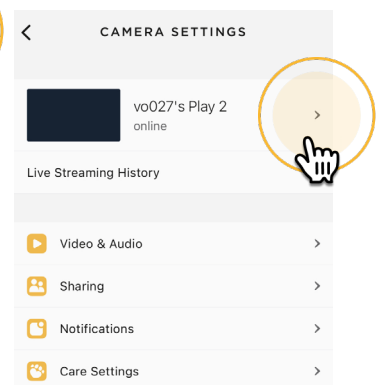 CAMERA SETTINGS
vo027's Play 2
online
Live Streaming History
Video & Audio
Sharing
Notifications
Care Settings